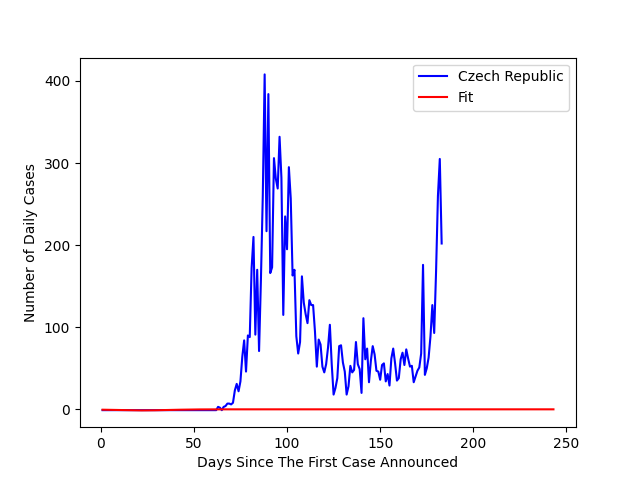 Czech Republic
Fit
400
300
200
100
0
Number of Daily Cases
0 50 100 150 200 250
Days Since The First Case Announced